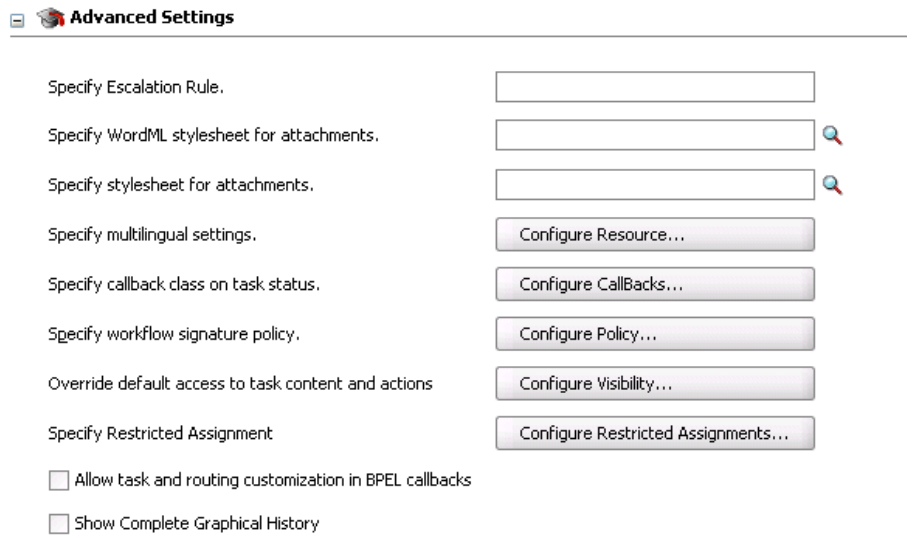 Advanced Settings
Specify Escalation Rule.
Specify WordML stylesheet for attachments.
Specify stylesheet for attachments.
Specify multilingual settings. Configure Resource...
Specify callback class on task status. Configure CallBacks...
Specify workflow signature policy. Configure Policy...
Override default access to task content and actions Configure Visibility...
Specify Restricted Assignment Configure Restricted Assignments...
Allow task and routing customization in BPEL callbacks
Show Complete Graphical History